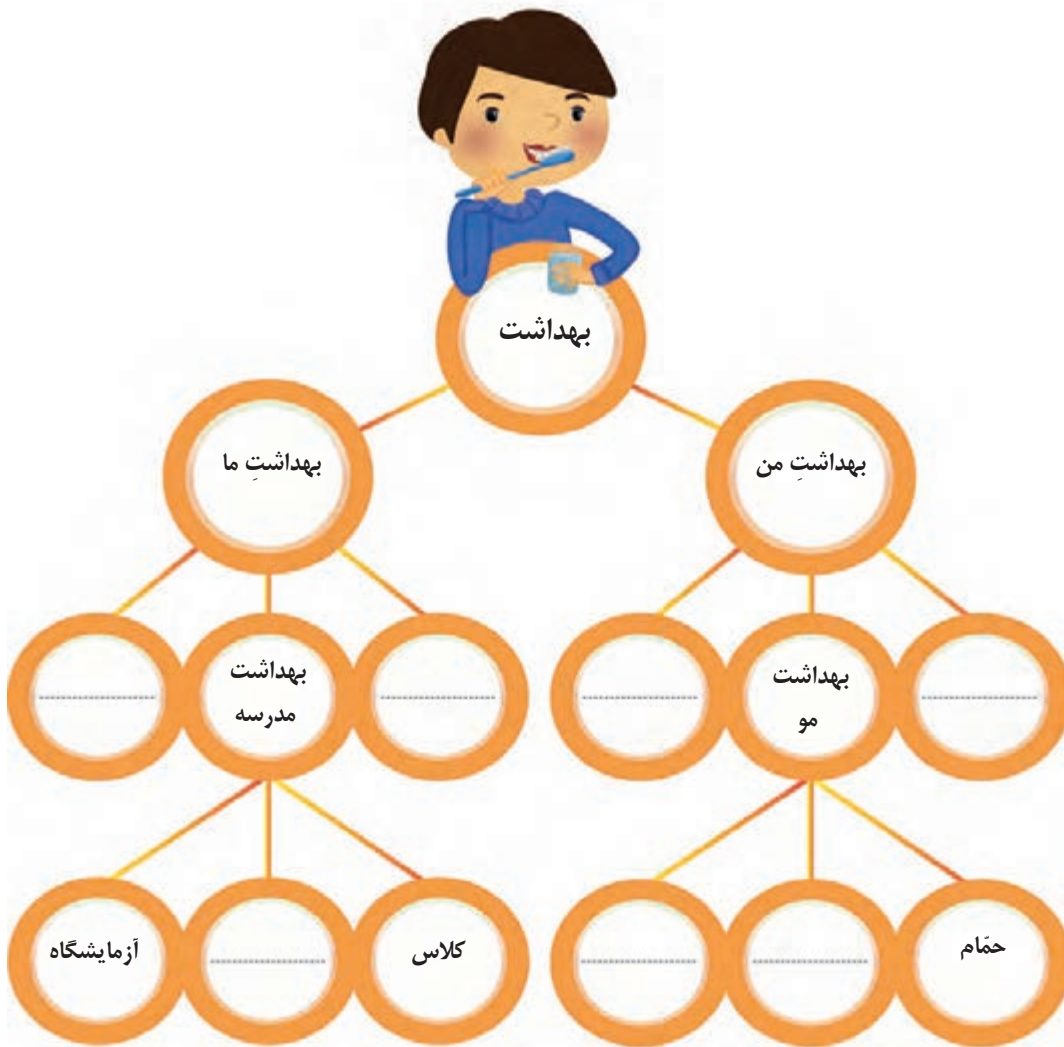 بهداشت
بهداشتِ من
بهداشتِ ما
بهداشت
مو
بهداشت
مدرسه
حمّام
کلاس
آزمایشگاه